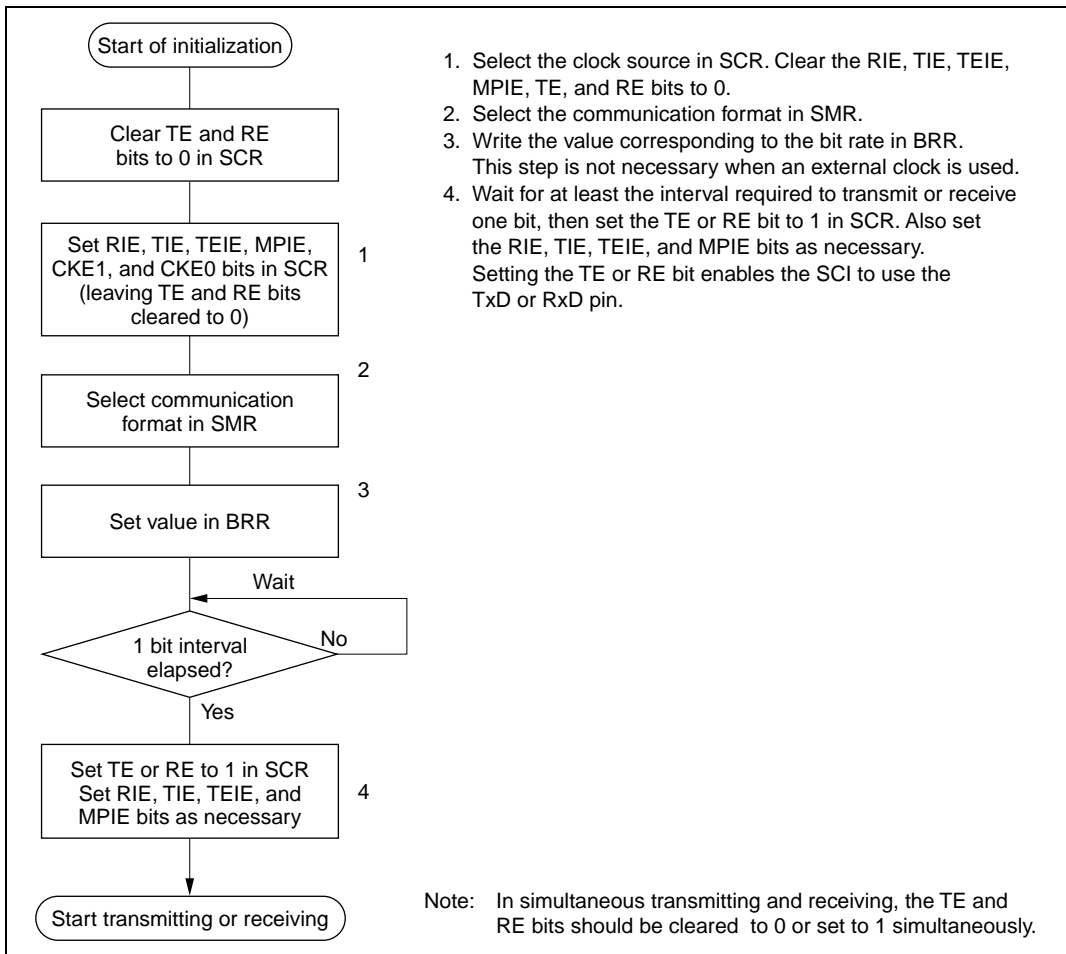 Start of initialization
Clear TE and RE
bits to 0 in SCR
Set RIE, TIE, TEIE, MPIE,
CKE1, and CKE0 bits in SCR
(leaving TE and RE bits
cleared to 0)
1
2
Select communication
format in SMR
3
Set value in BRR
Wait
1 bit interval
elapsed?
No
Yes
Set TE or RE to 1 in SCR
Set RIE, TIE, TEIE, and
MPIE bits as necessary
4
Start transmitting or receiving
1. Select the clock source in SCR. Clear the RIE, TIE, TEIE,
MPIE, TE, and RE bits to 0.
2. Select the communication format in SMR.
3. Write the value corresponding to the bit rate in BRR.
This step is not necessary when an external clock is used.
4. Wait for at least the interval required to transmit or receive
one bit, then set the TE or RE bit to 1 in SCR. Also set
the RIE, TIE, TEIE, and MPIE bits as necessary.
Setting the TE or RE bit enables the SCI to use the
TxD or RxD pin.
Note: In simultaneous transmitting and receiving, the TE and
RE bits should be cleared to 0 or set to 1 simultaneously.